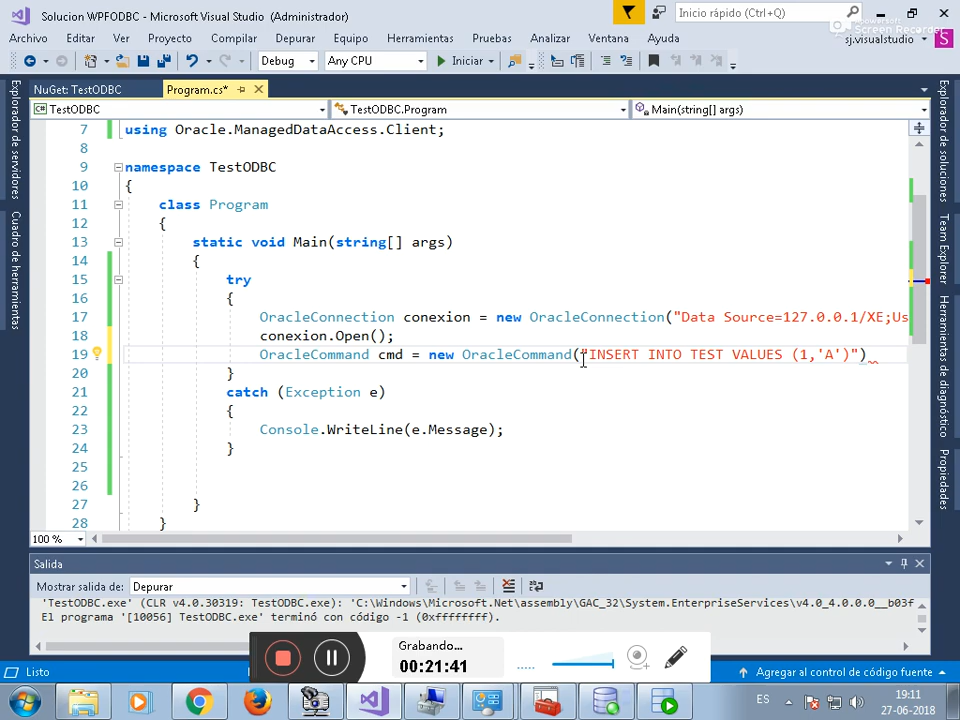 Solucion WPFODBC - Microsoft Visual Studio (Administrador)
Inicio rápido (Ctrl+Q)
Screen Recorder
Archivo Editar Ver Proyecto Compilar Depurar Equipo Herramientas Pruebas Analizar Ventana Ayuda
sj.visualstudio
S
Debug Any CPU Iniciar
NuGet: TestODBC Program.cs*
TestODBC TestODBC.Program Main(string[] args)
Explorador de servidores
Cuadro de herramientas
7 using Oracle.ManagedDataAccess.Client;
8
9 namespace TestODBC
10 {
11 class Program
12 {
13 static void Main(string[] args)
14 {
15 try
16 {
17 OracleConnection conexion = new OracleConnection("Data Source=127.0.0.1/XE;Us
18 conexion.Open();
19 OracleCommand cmd = new OracleCommand("INSERT INTO TEST VALUES (1,'A')")
20 }
21 catch (Exception e)
22 {
23 Console.WriteLine(e.Message);
24 }
25
26
27 }
28 }
Explorador de soluciones
Team Explorer
Herramientas de diagnóstico
Propiedades
100 %
Salida
Mostrar salida de: Depurar
'TestODBC.exe' (CLR v4.0.30319: TestODBC.exe): 'C:\Windows\Microsoft.Net\assembly\GAC_32\System.EnterpriseServices\v4.0_4.0.0.0__b03f
El programa '[10056] TestODBC.exe' terminó con código -1 (0xffffffff).
Grabando...
00:21:41
Listo
Agregar al control de código fuente
ES
19:11
27-06-2018